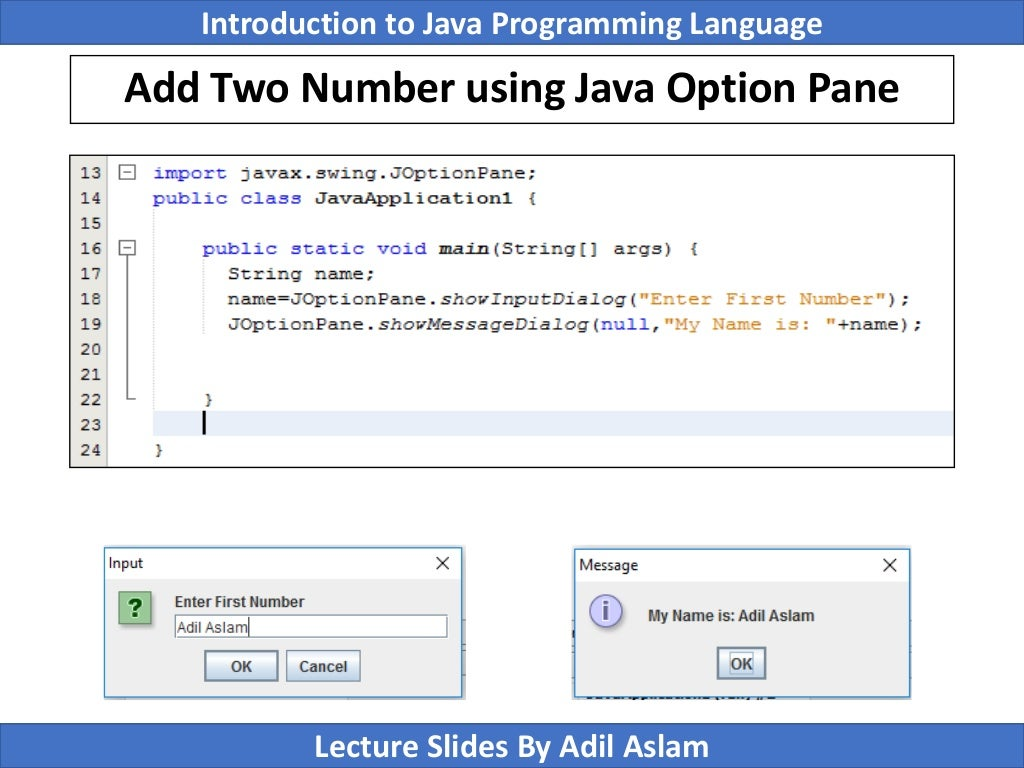 Introduction to Java Programming Language
Add Two Number using Java Option Pane
13 import javax.swing.JOptionPane;
14 public class JavaApplication1 {
15
16 public static void main(String[] args) {
17 String name;
18 name=JOptionPane.showInputDialog("Enter First Number");
19 JOptionPane.showMessageDialog(null,"My Name is: "+name);
20
21
22 }
23
24 }
Input
? Enter First Number
Adil Aslam
OK Cancel
Message
i My Name is: Adil Aslam
OK
Lecture Slides By Adil Aslam